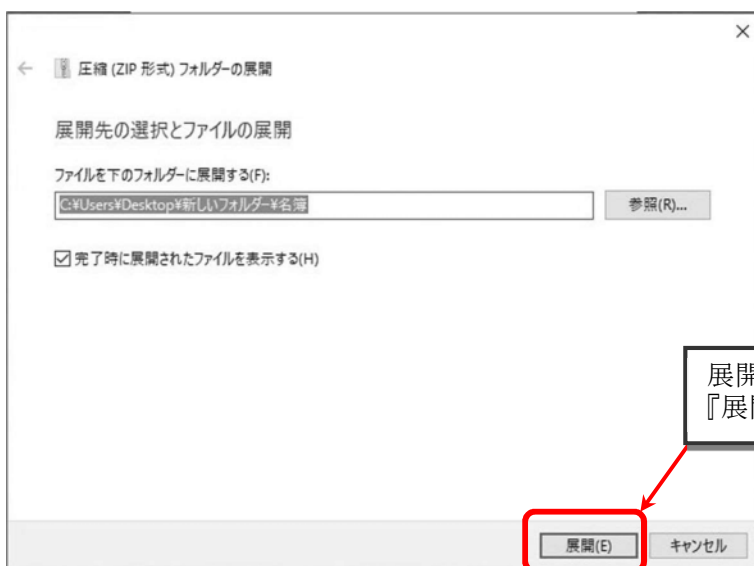 圧縮 (ZIP 形式) フォルダーの展開
展開先の選択とファイルの展開
ファイルを下のフォルダーに展開する(F):
C:¥Users¥Desktop¥新しいフォルダー¥名簿
参照(R)...
完了時に展開されたファイルを表示する(H)
展開
『展開
展開(E)
キャンセル